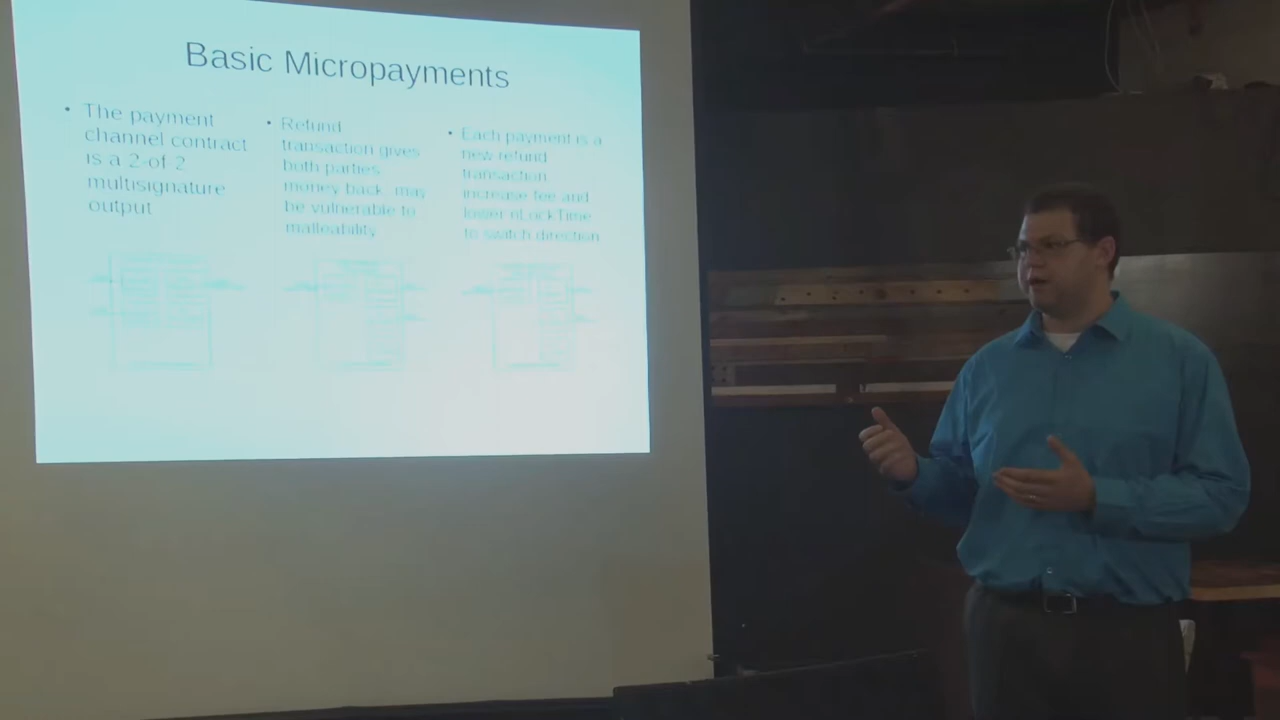 Basic Micropayments
• The payment
channel contract
is a 2-of-2
multisignature
output
• Refund
transaction gives
both parties
money back, may
be vulnerable to
malleability
• Each payment is a
new refund
transaction,
increase fee and
lower nLockTime
to switch direction